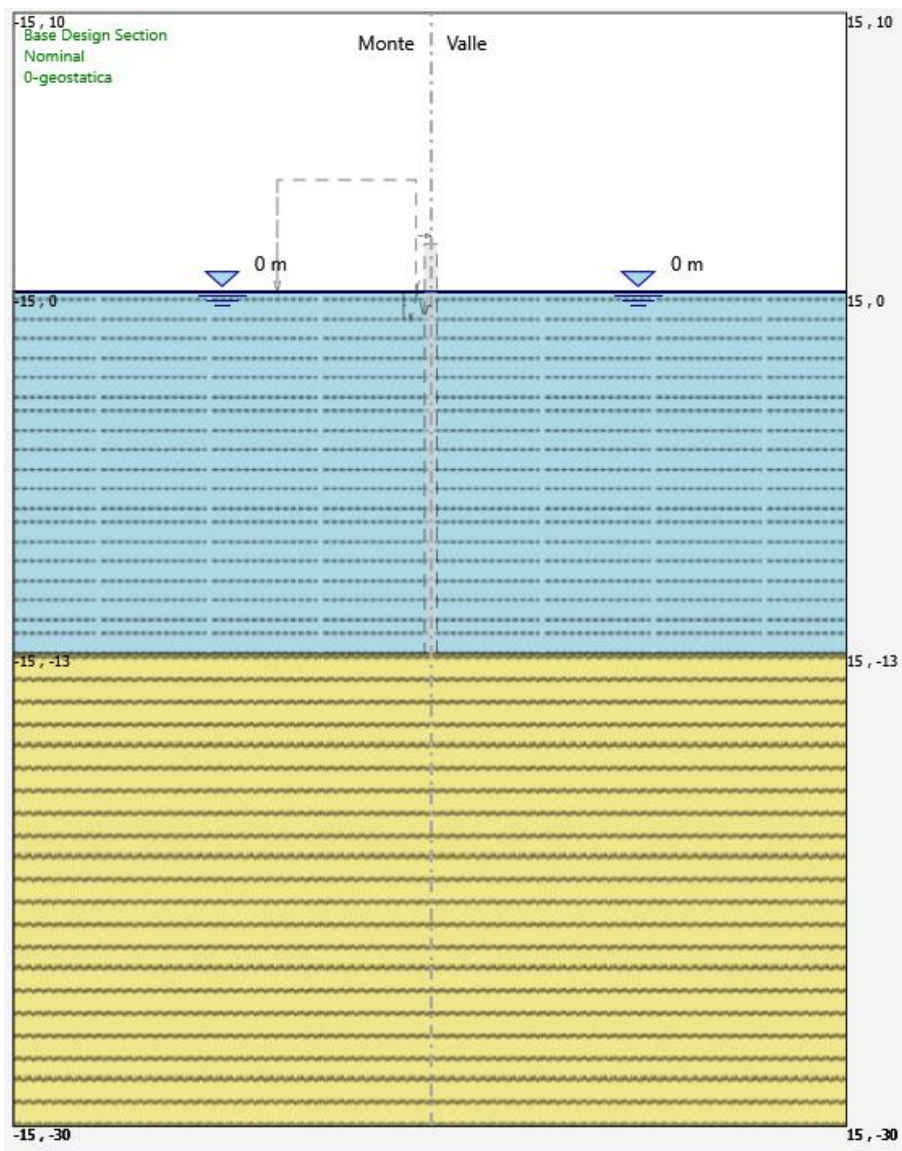 -15 , 10
15 , 10
Base Design Section
Nominal
0-geostatica
Monte
Valle
0 m
0 m
-15 , 0
15 , 0
-15 , -13
15 , -13
-15 , -30
15 , -30